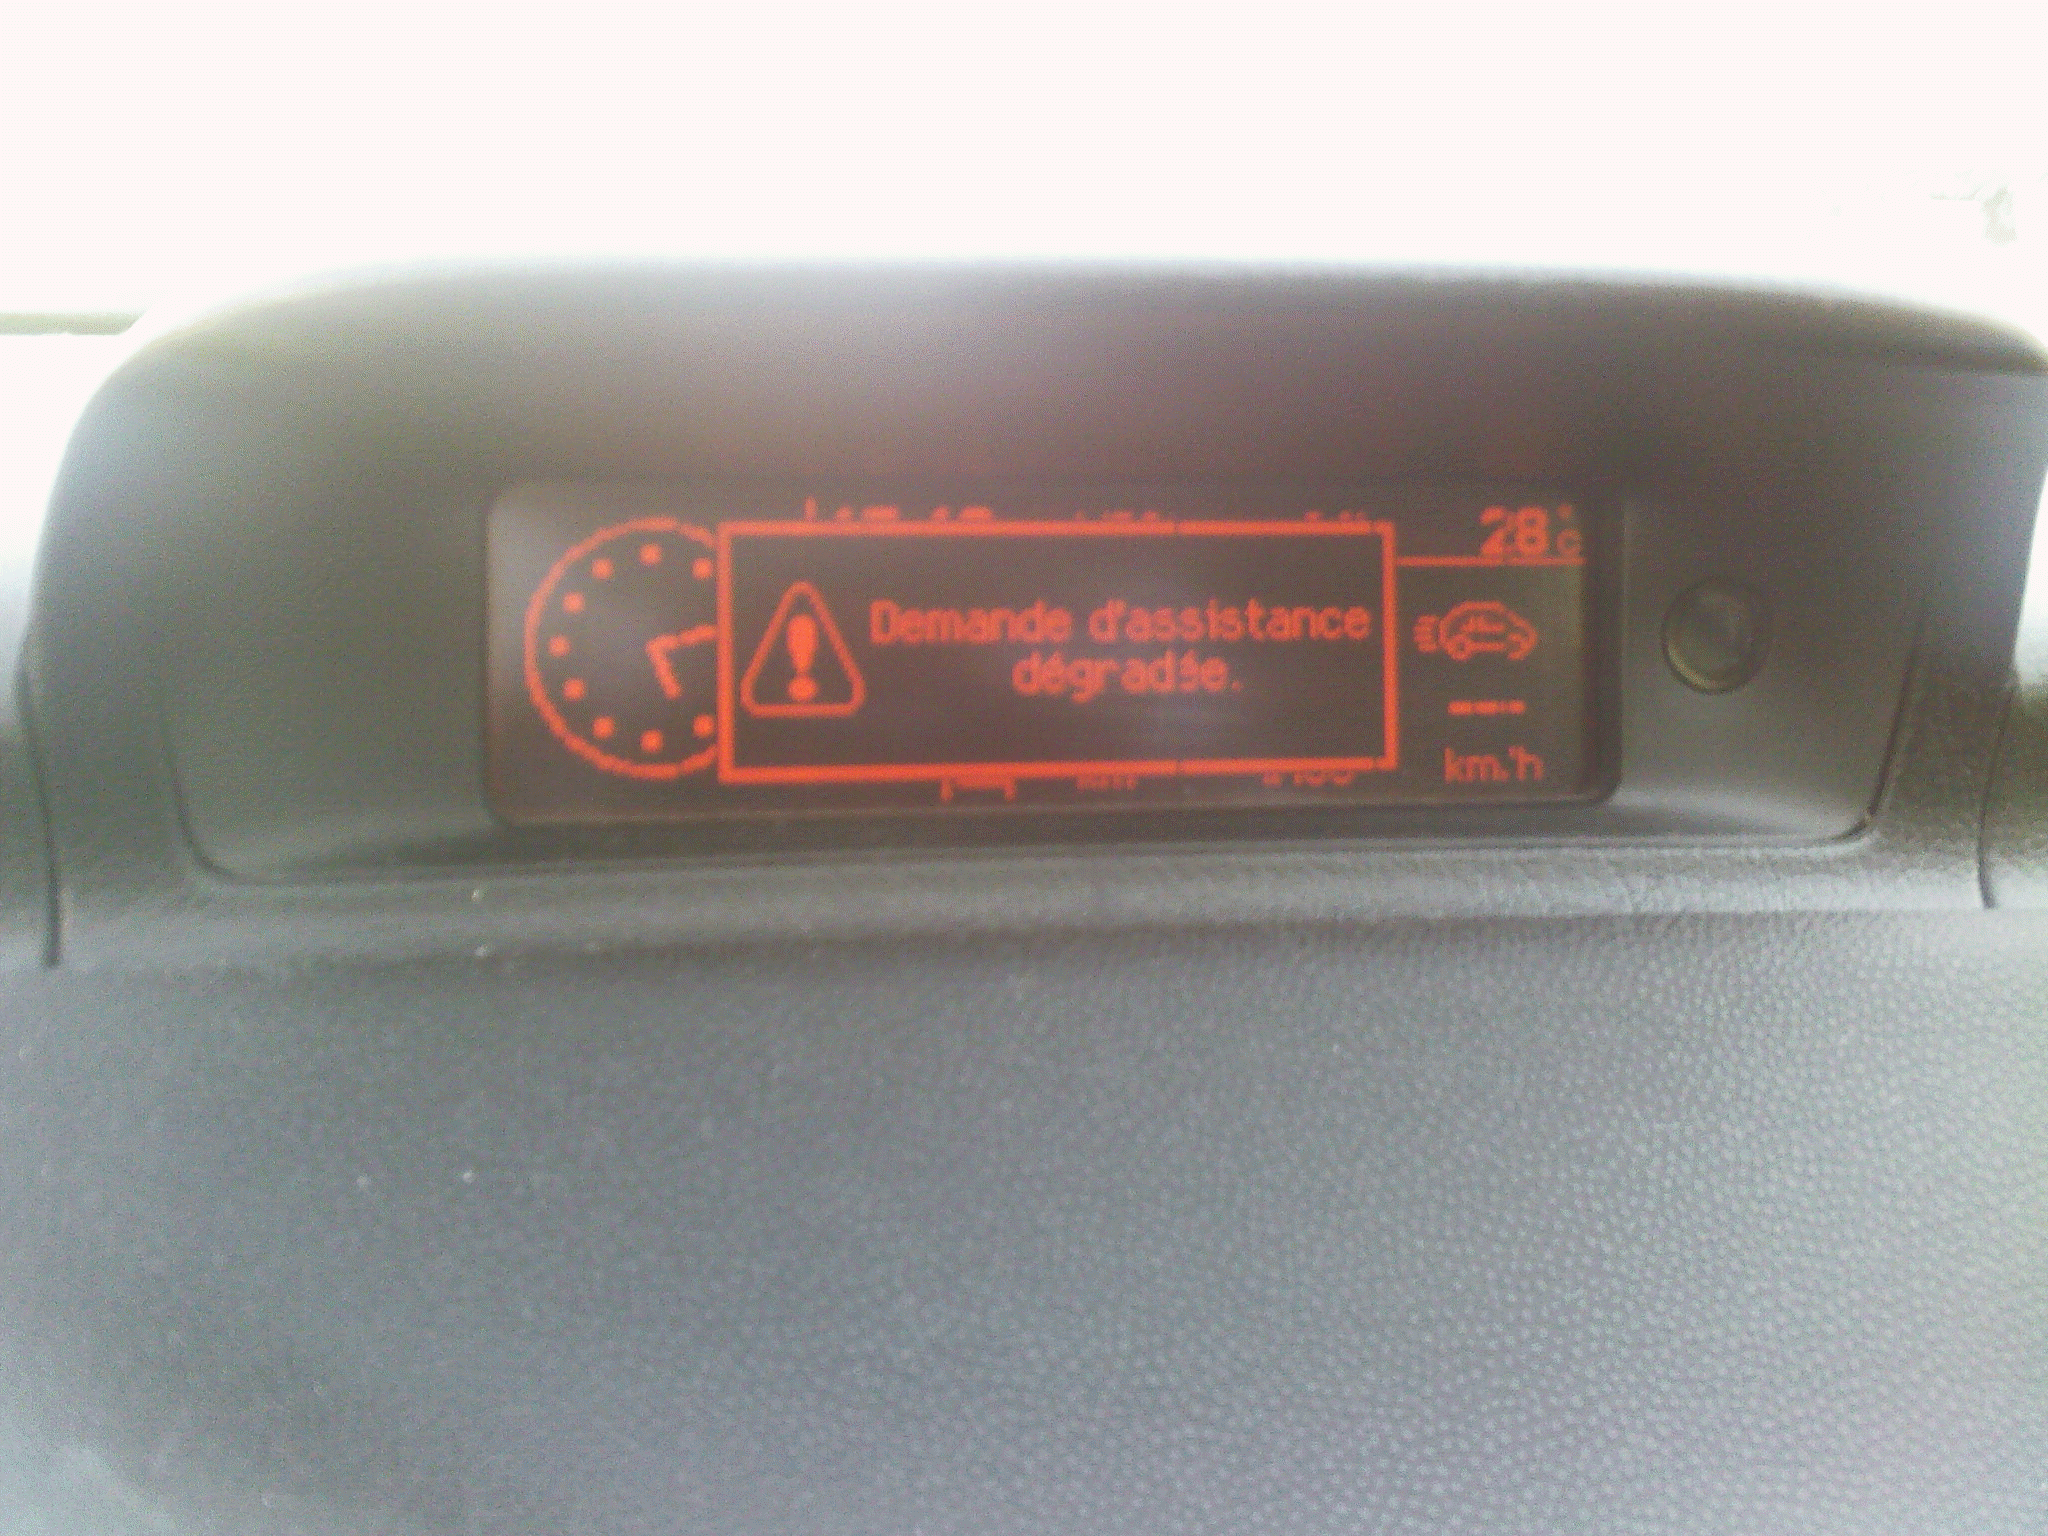 28°C
Demande d'assistance
dégradée.
----
km/h